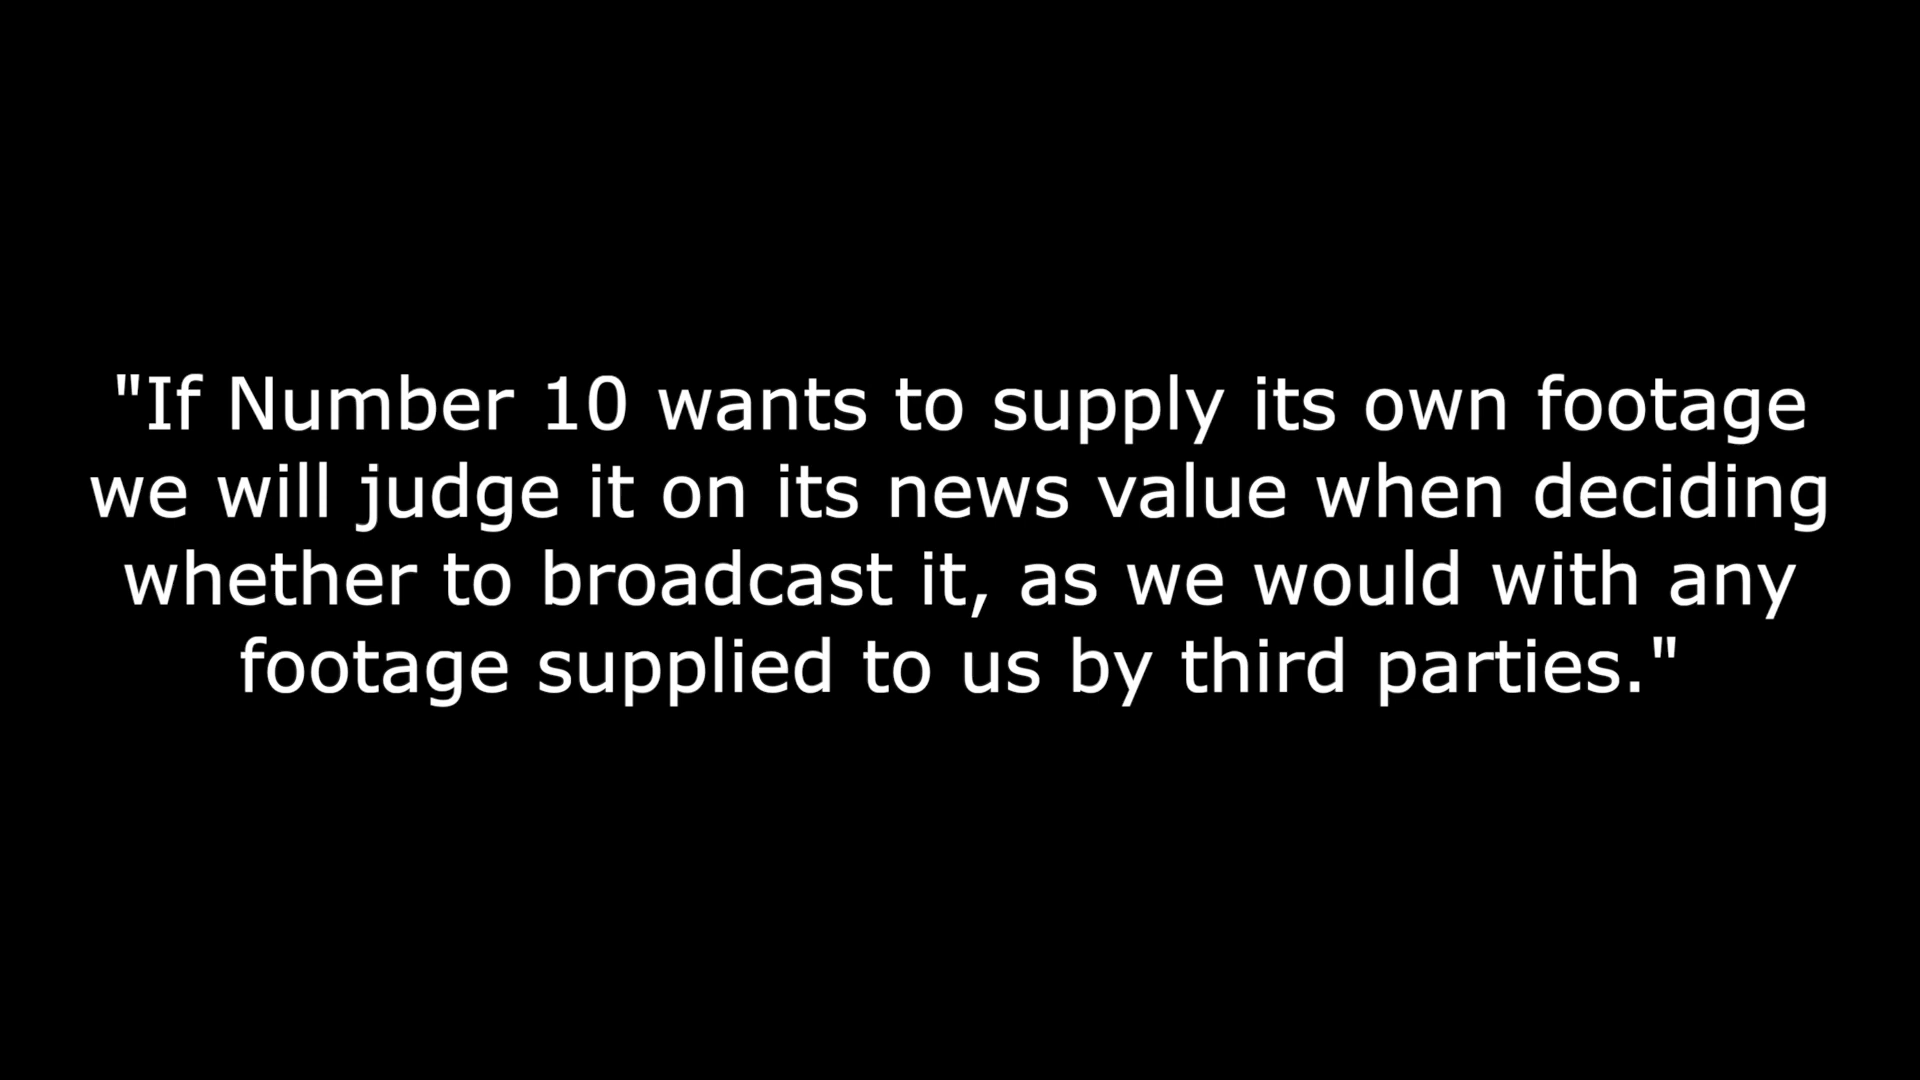 "If Number 10 wants to supply its own footage
we will judge it on its news value when deciding
whether to broadcast it, as we would with any
footage supplied to us by third parties."